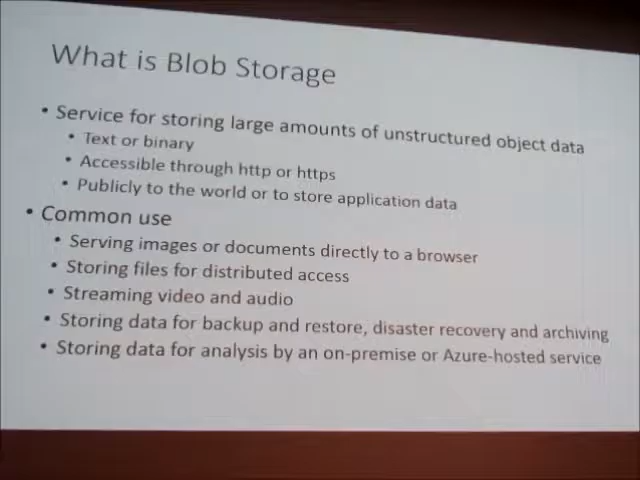 What is Blob Storage
• Service for storing large amounts of unstructured object data
• Text or binary
• Accessible through http or https
• Publicly to the world or to store application data
• Common use
• Serving images or documents directly to a browser
• Storing files for distributed access
• Streaming video and audio
• Storing data for backup and restore, disaster recovery and archiving
• Storing data for analysis by an on-premise or Azure-hosted service